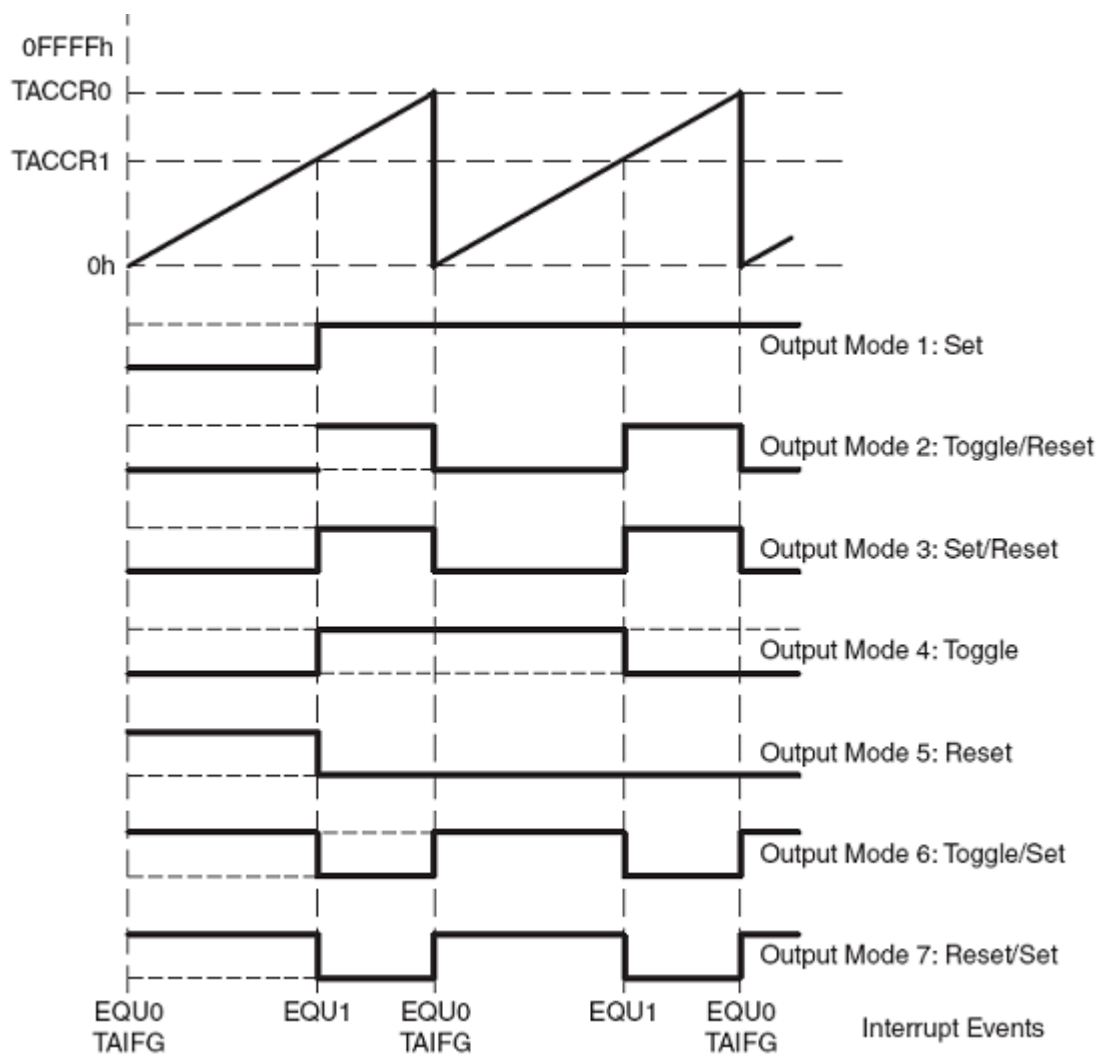 0FFFFh
TACCR0
TACCR1
0h
Output Mode 1: Set
Output Mode 2: Toggle/Reset
Output Mode 3: Set/Reset
Output Mode 4: Toggle
Output Mode 5: Reset
Output Mode 6: Toggle/Set
Output Mode 7: Reset/Set
EQU0 EQU1 EQU0 EQU1 EQU0
TAIFG TAIFG TAIFG Interrupt Events